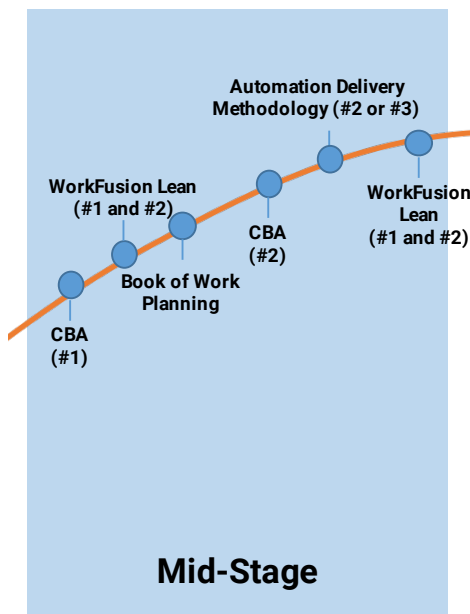 Automation Delivery
Methodology (#2 or #3)
WorkFusion Lean
(#1 and #2)
WorkFusion
Lean
(#1 and #2)
CBA
(#2)
Book of Work
Planning
CBA
(#1)
Mid-Stage